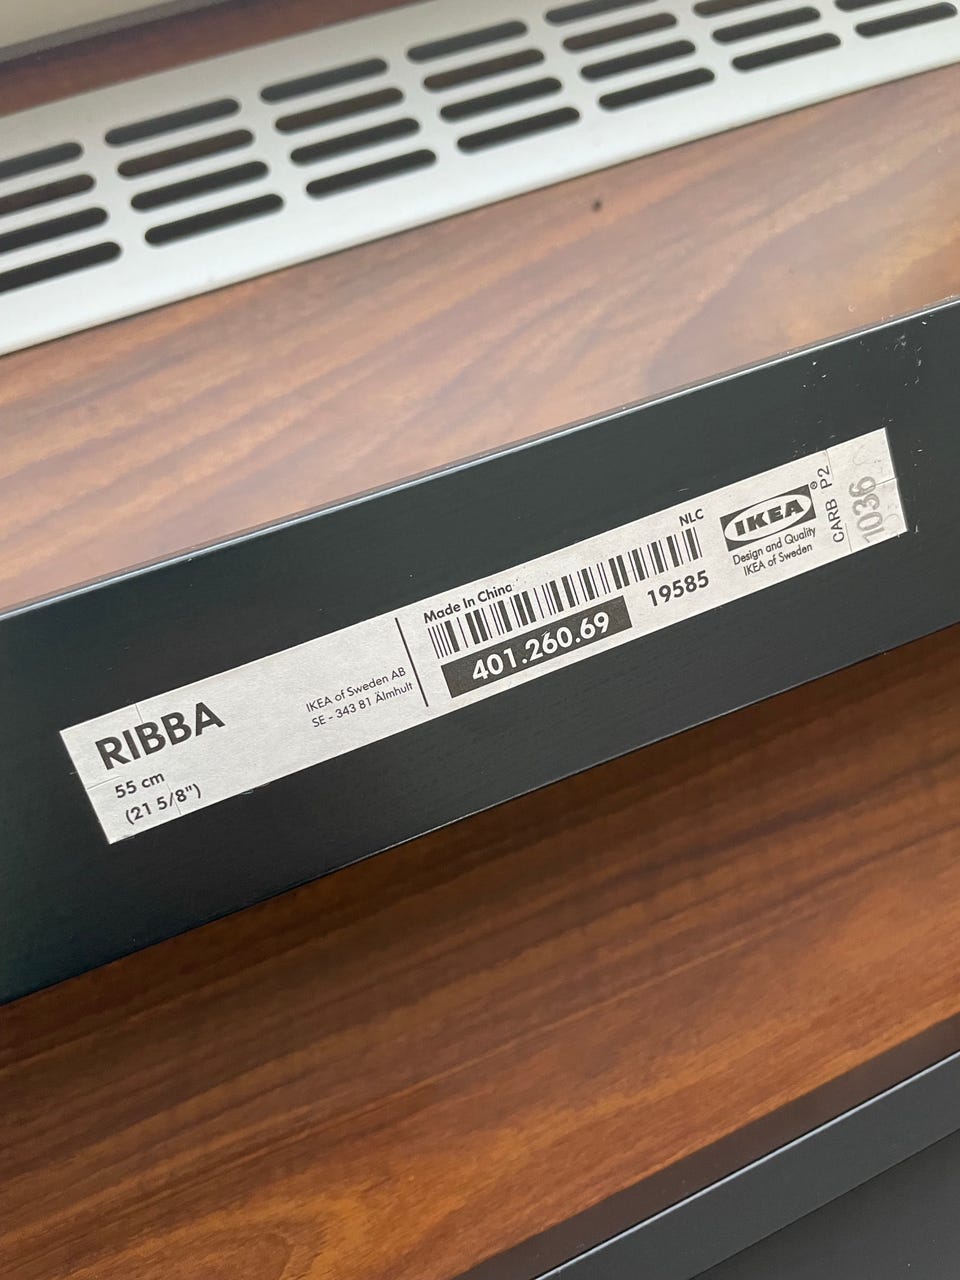 RIBBA
55 cm
(21 5/8")
IKEA of Sweden AB
SE - 343 81 Älmhult
Made In China
NLC
401.260.69
19585
IKEA®
Design and Quality
IKEA of Sweden
CARB P2
1036